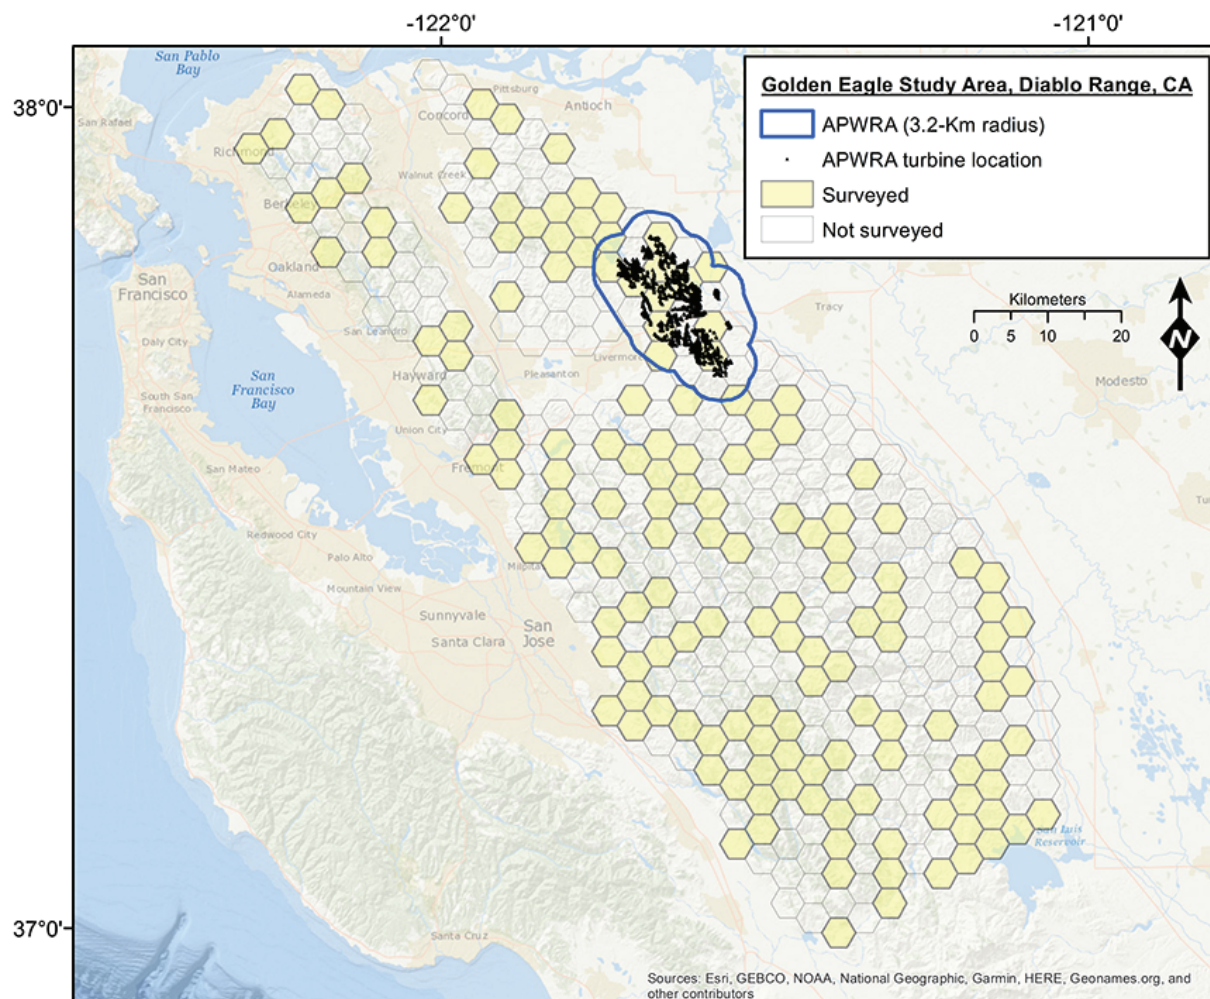 -122°0'
-121°0'
38°0'
37°0'
Golden Eagle Study Area, Diablo Range, CA
APWRA (3.2-Km radius)
APWRA turbine location
Surveyed
Not surveyed
Kilometers
0 5 10 20
N
San Pablo
Bay
San Rafael
Richmond
Concord
Pittsburg
Antioch
Walnut Creek
Berkeley
Oakland
Alameda
San
Francisco
San Leandro
Daly City
San
Francisco
Bay
South San
Francisco
Hayward
Livermore
Pleasanton
Tracy
Modesto
Union City
San Mateo
Fremont
Redwood City
Palo Alto
Mountain View
Milpita
Sunnyvale
Santa Clara
San
Jose
Tu
San Luis
Reservoir
Santa Cruz
Sources: Esri, GEBCO, NOAA, National Geographic, Garmin, HERE, Geonames.org, and
other contributors